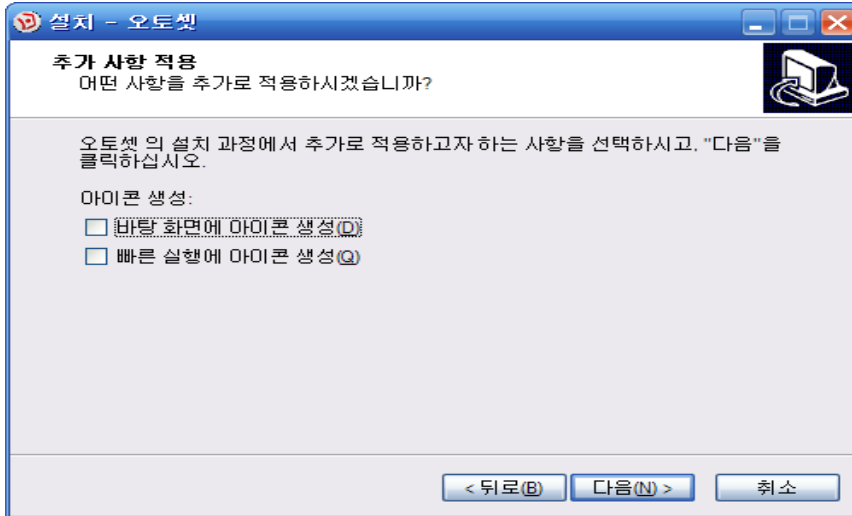 설치 - 오토셋
추가 사항 적용
어떤 사항을 추가로 적용하시겠습니까?
오토셋 의 설치 과정에서 추가로 적용하고자 하는 사항을 선택하시고, "다음"을
클릭하십시오.
아이콘 생성:
바탕 화면에 아이콘 생성(D)
빠른 실행에 아이콘 생성(Q)
< 뒤로(B) 다음(N) > 취소